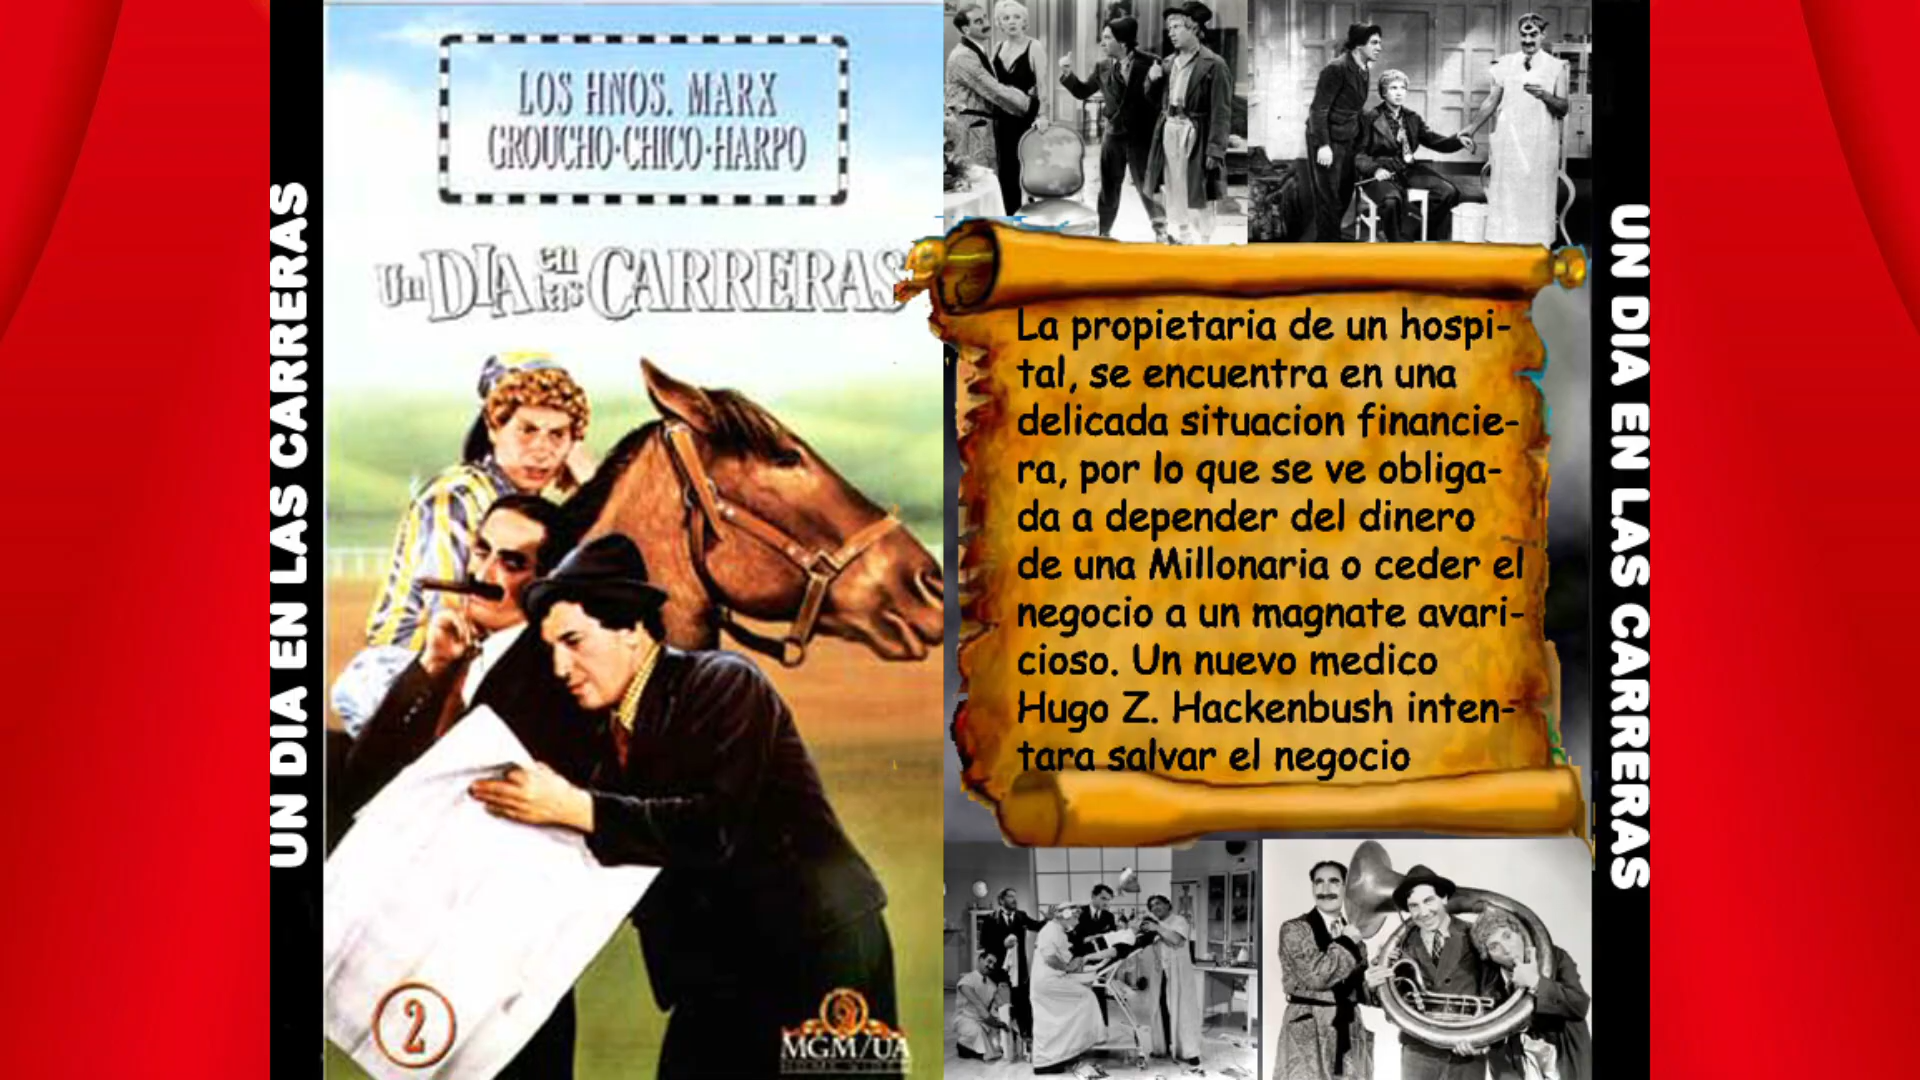 UN DIA EN LAS CARRERAS
LOS HNOS. MARX
GROUCHO·CHICO·HARPO
Un DIA en las CARRERAS
2
MGM/UA
HOME VIDEO
La propietaria de un hospi-
tal, se encuentra en una
delicada situacion financie-
ra, por lo que se ve obliga-
da a depender del dinero
de una Millonaria o ceder el
negocio a un magnate avari-
cioso. Un nuevo medico
Hugo Z. Hackenbush inten-
tara salvar el negocio
UN DIA EN LAS CARRERAS